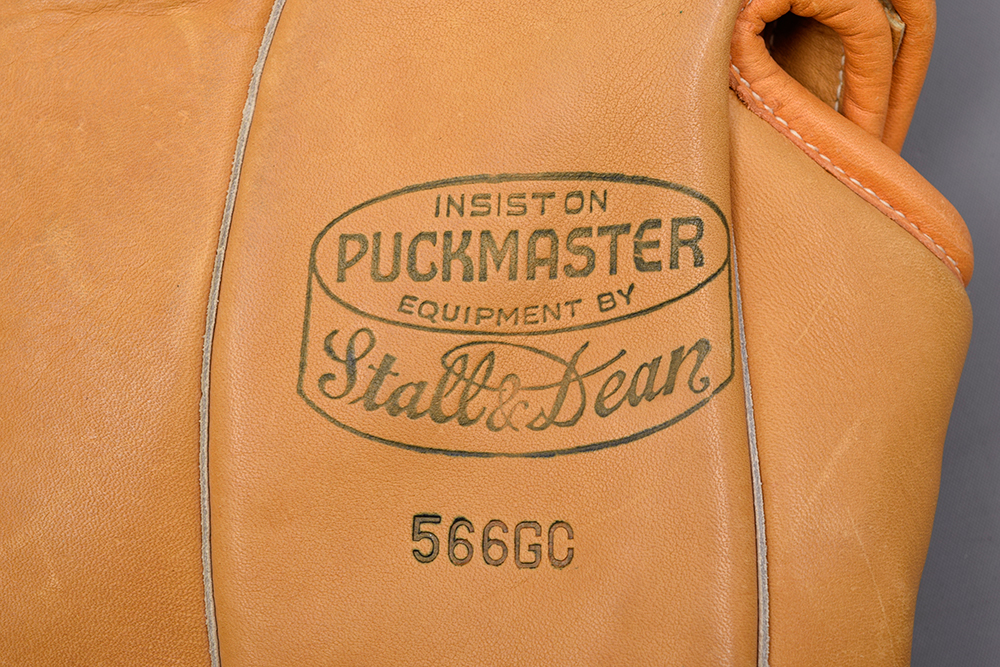 INSIST ON
PUCKMASTER
EQUIPMENT BY
Stall & Dean
566GC